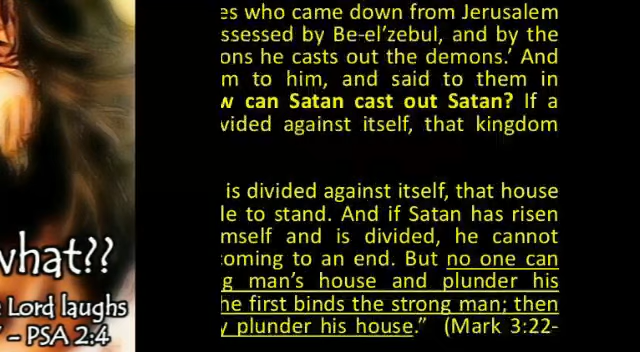 what??
Lord laughs
- PSA 2:4
es who came down from Jerusalem
ssessed by Be-el'zebul, and by the
ons he casts out the demons.' And
m to him, and said to them in
w can Satan cast out Satan? If a
vided against itself, that kingdom
is divided against itself, that house
le to stand. And if Satan has risen
mself and is divided, he cannot
oming to an end. But no one can
g man's house and plunder his
he first binds the strong man; then
y plunder his house." (Mark 3:22-